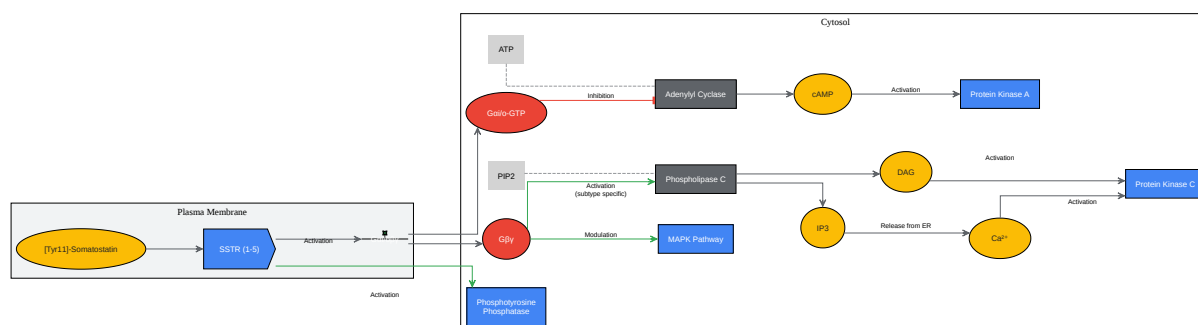 Cytosol
ATP
Adenylyl Cyclase
cAMP
Activation
Protein Kinase A
Inhibition
Gαi/o-GTP
PIP2
Phospholipase C
DAG
Activation
Protein Kinase C
Activation
(subtype specific)
Activation
Plasma Membrane
[Tyr11]-Somatostatin
SSTR (1-5)
Activation
Gβγ
Modulation
MAPK Pathway
IP3
Release from ER
Ca²⁺
Activation
Phosphotyrosine
Phosphatase